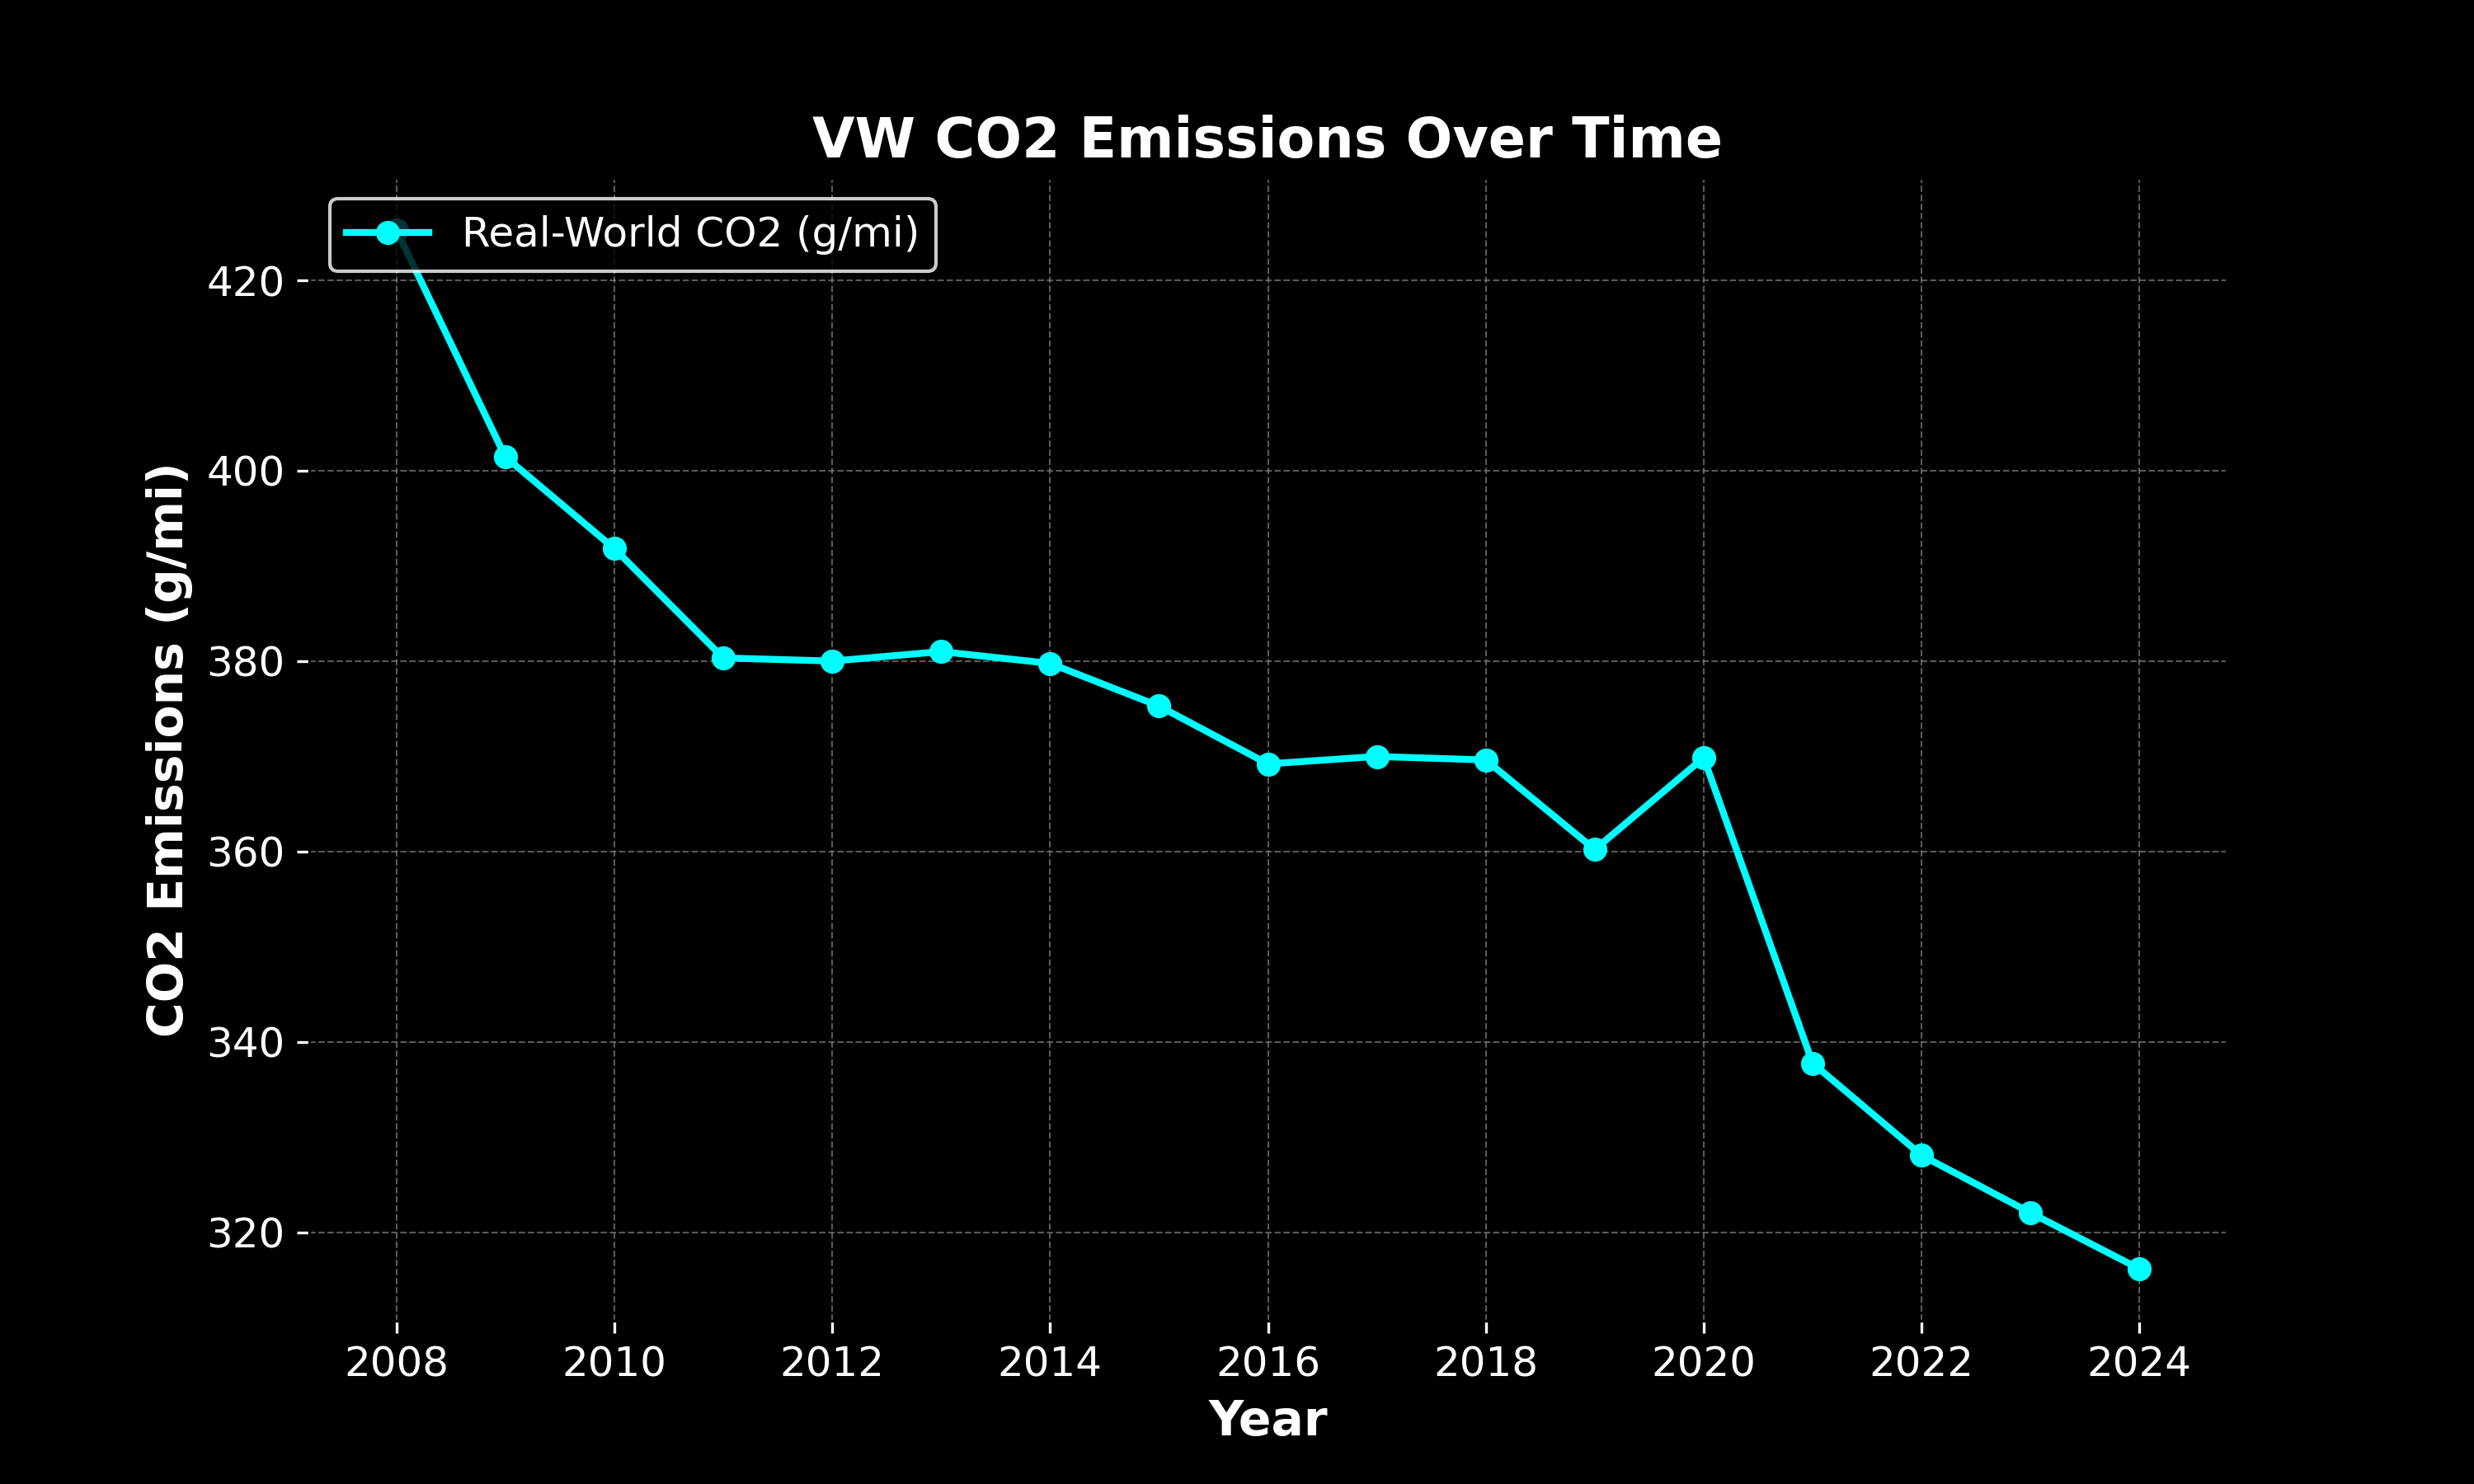 VW CO2 Emissions Over Time
Real-World CO2 (g/mi)
CO2 Emissions (g/mi)
420
400
380
360
340
320
2008 2010 2012 2014 2016 2018 2020 2022 2024
Year